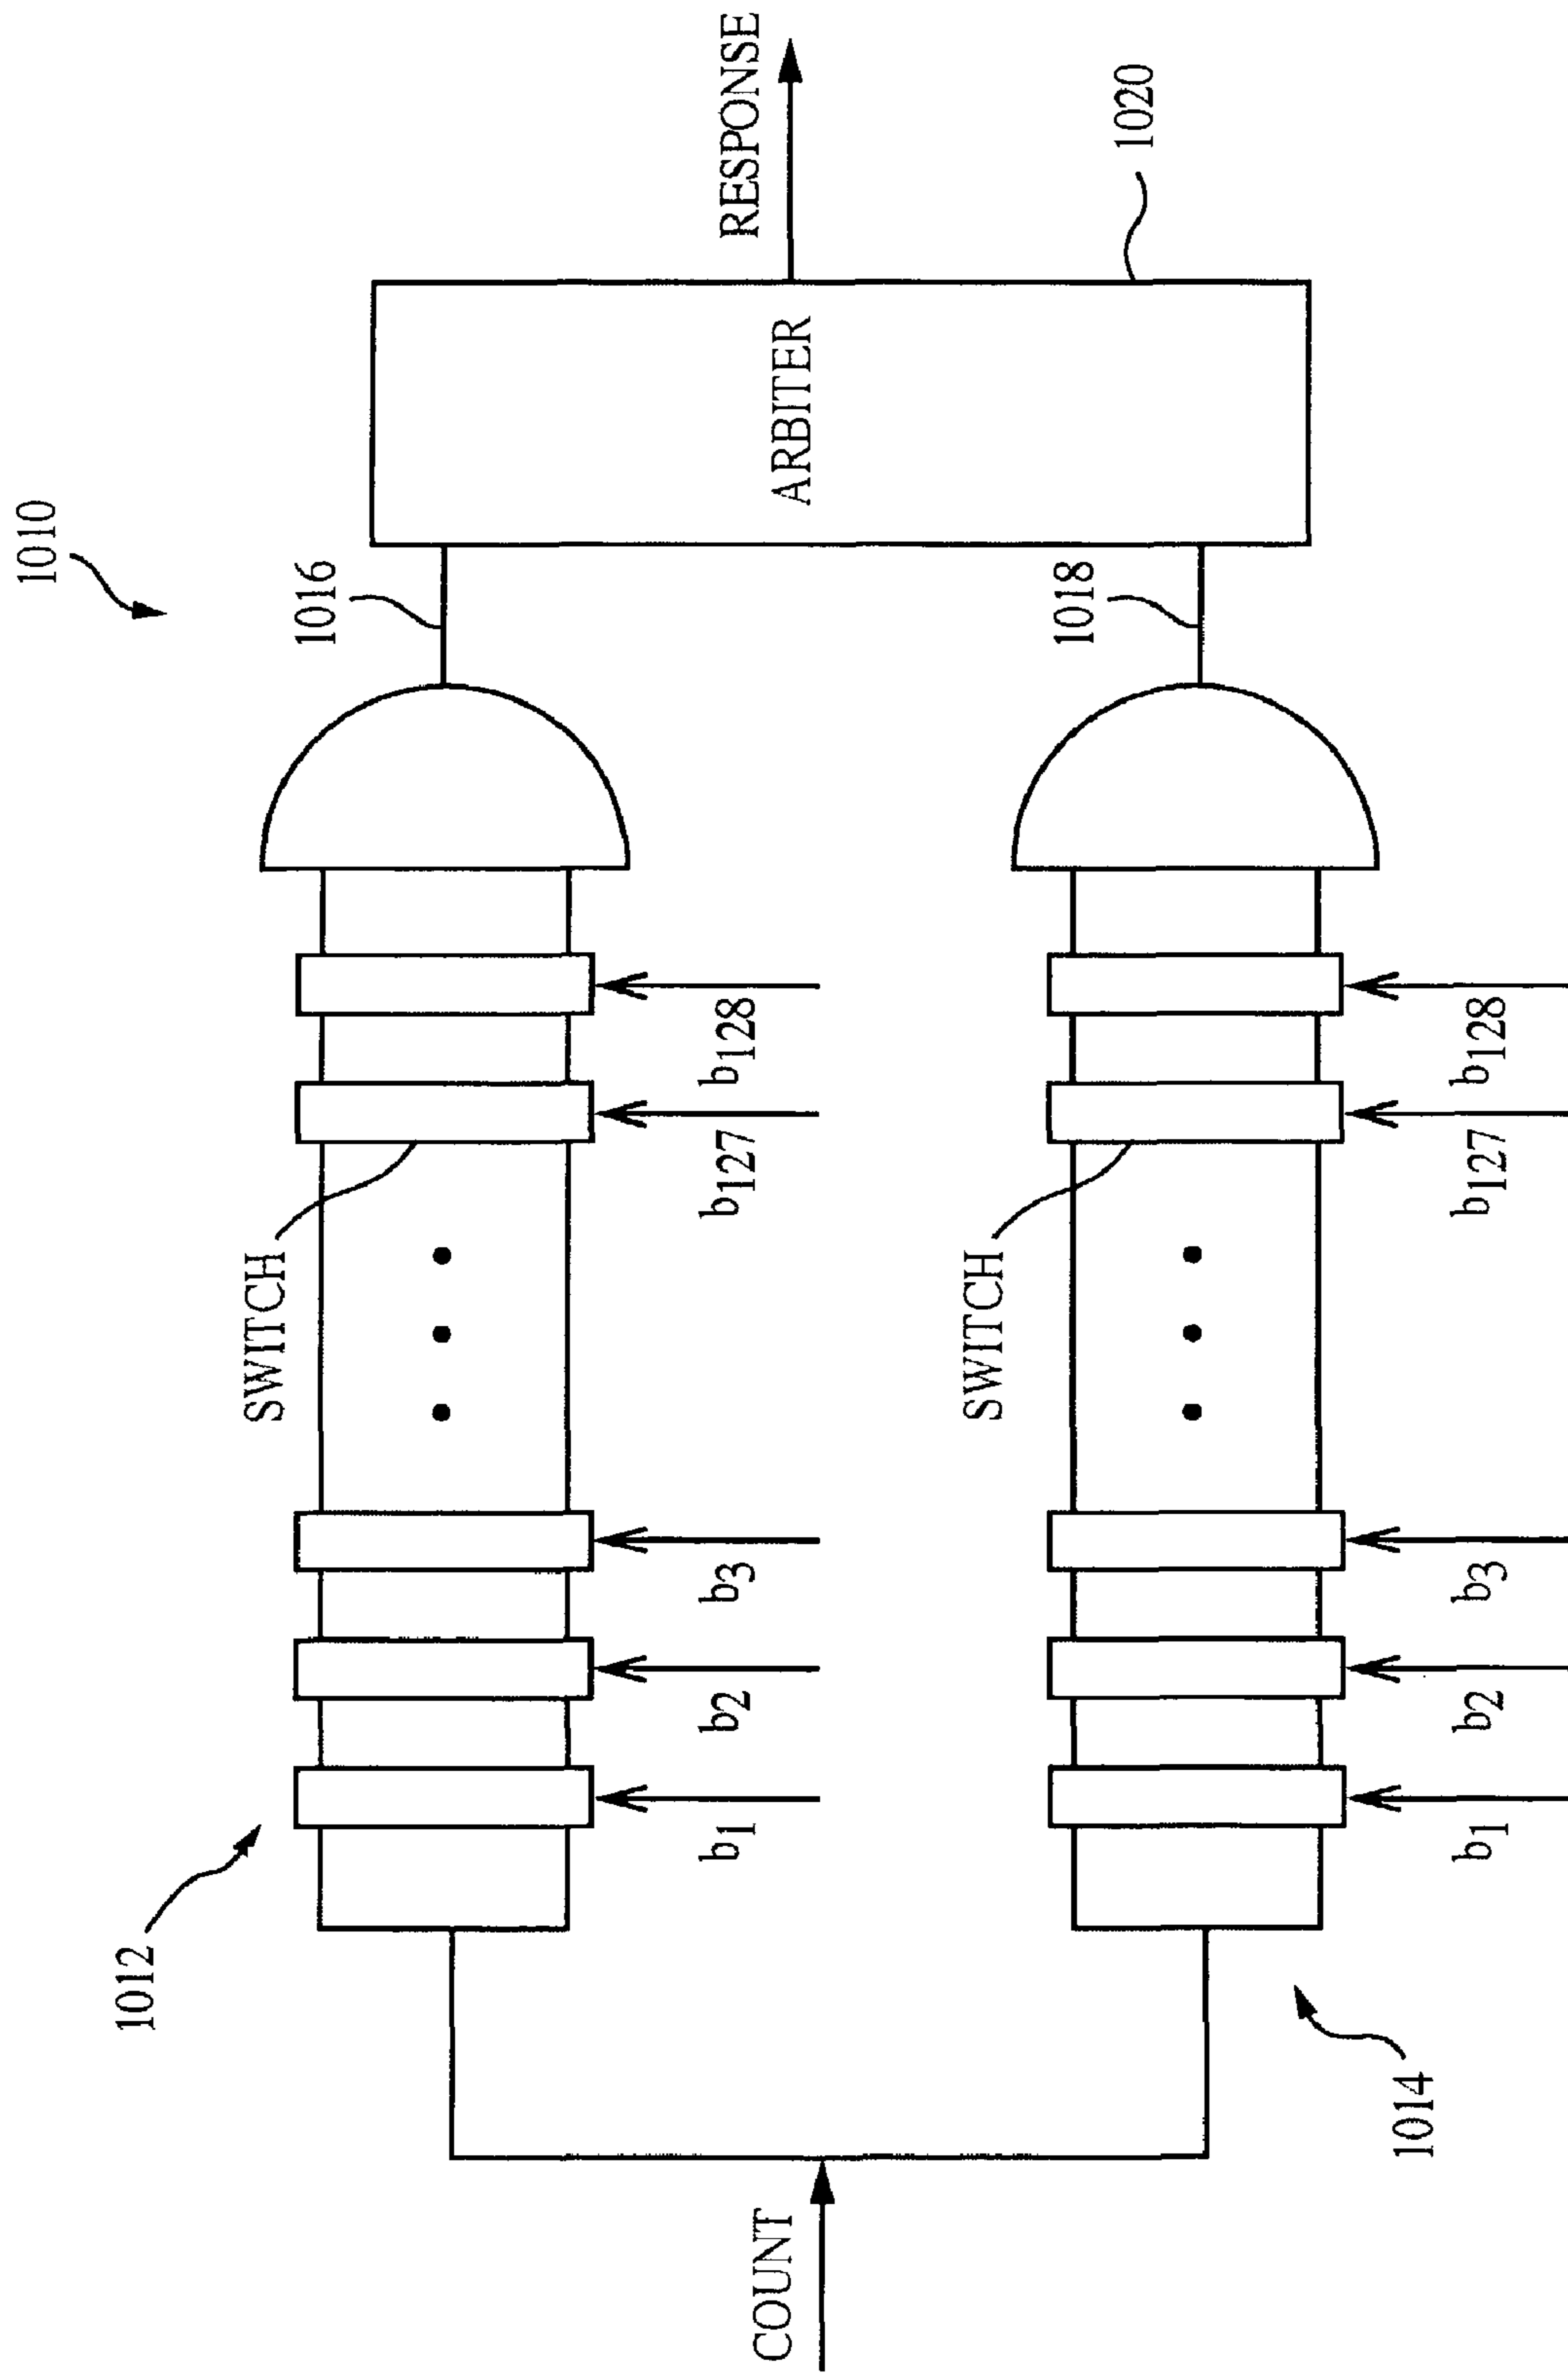 1010
1016
RESPONSE
1012
SWITCH
b1
b2
b3
b127
b128
ARBITER
1018
1020
COUNT
SWITCH
b1
b2
b3
b127
b128
1014